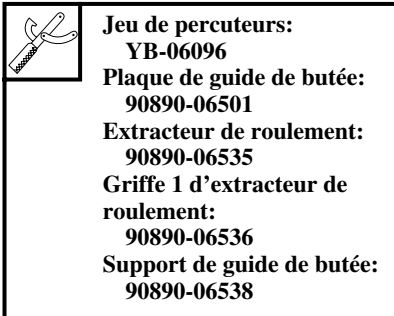 Jeu de percuteurs:
YB-06096
Plaque de guide de butée:
90890-06501
Extracteur de roulement:
90890-06535
Griffe 1 d’extracteur de
roulement:
90890-06536
Support de guide de butée:
90890-06538